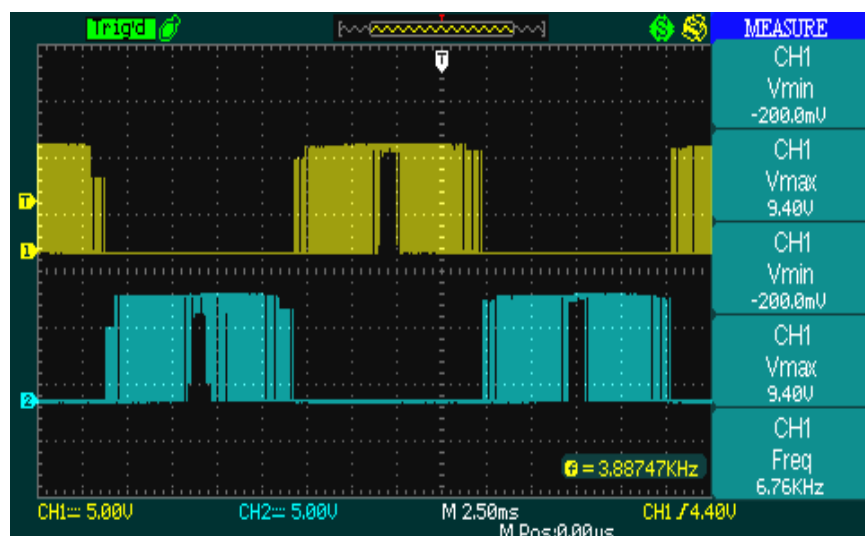 Trig'd
S
MEASURE
T
CH1
Vmin
-200.0mV
CH1
Vmax
9.40V
T
1
CH1
Vmin
-200.0mV
CH1
Vmax
9.40V
2
CH1
Freq
6.76KHz
f = 3.88747KHz
CH1 5.00V CH2 5.00V M 2.50ms CH1 4.40V
M Pos:0.00us